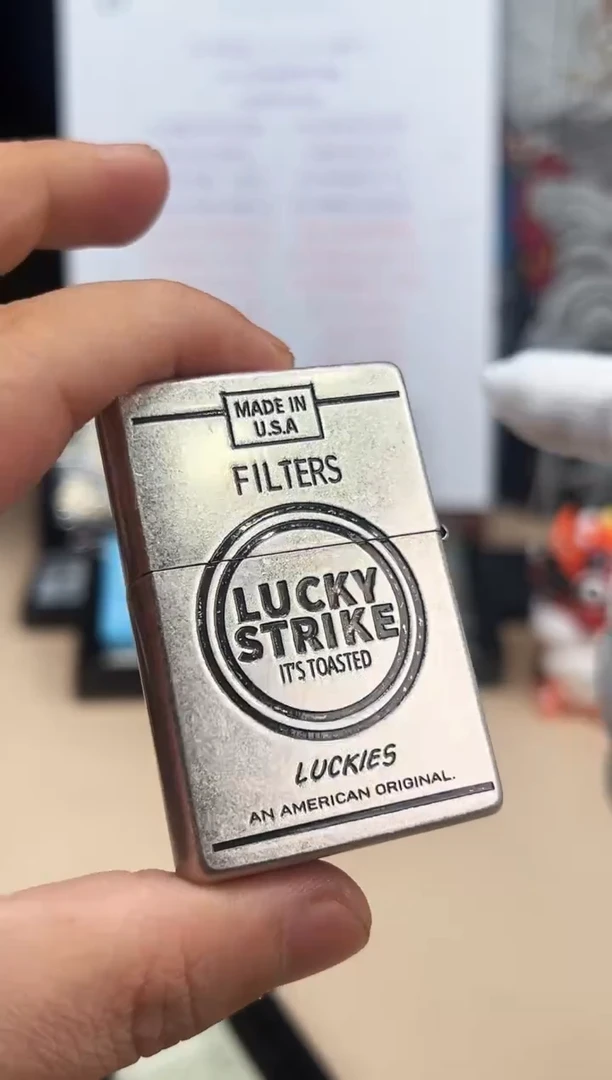 MADE IN
U.S.A
FILTERS
LUCKY
STRIKE
IT'S TOASTED
LUCKIES
AN AMERICAN ORIGINAL.